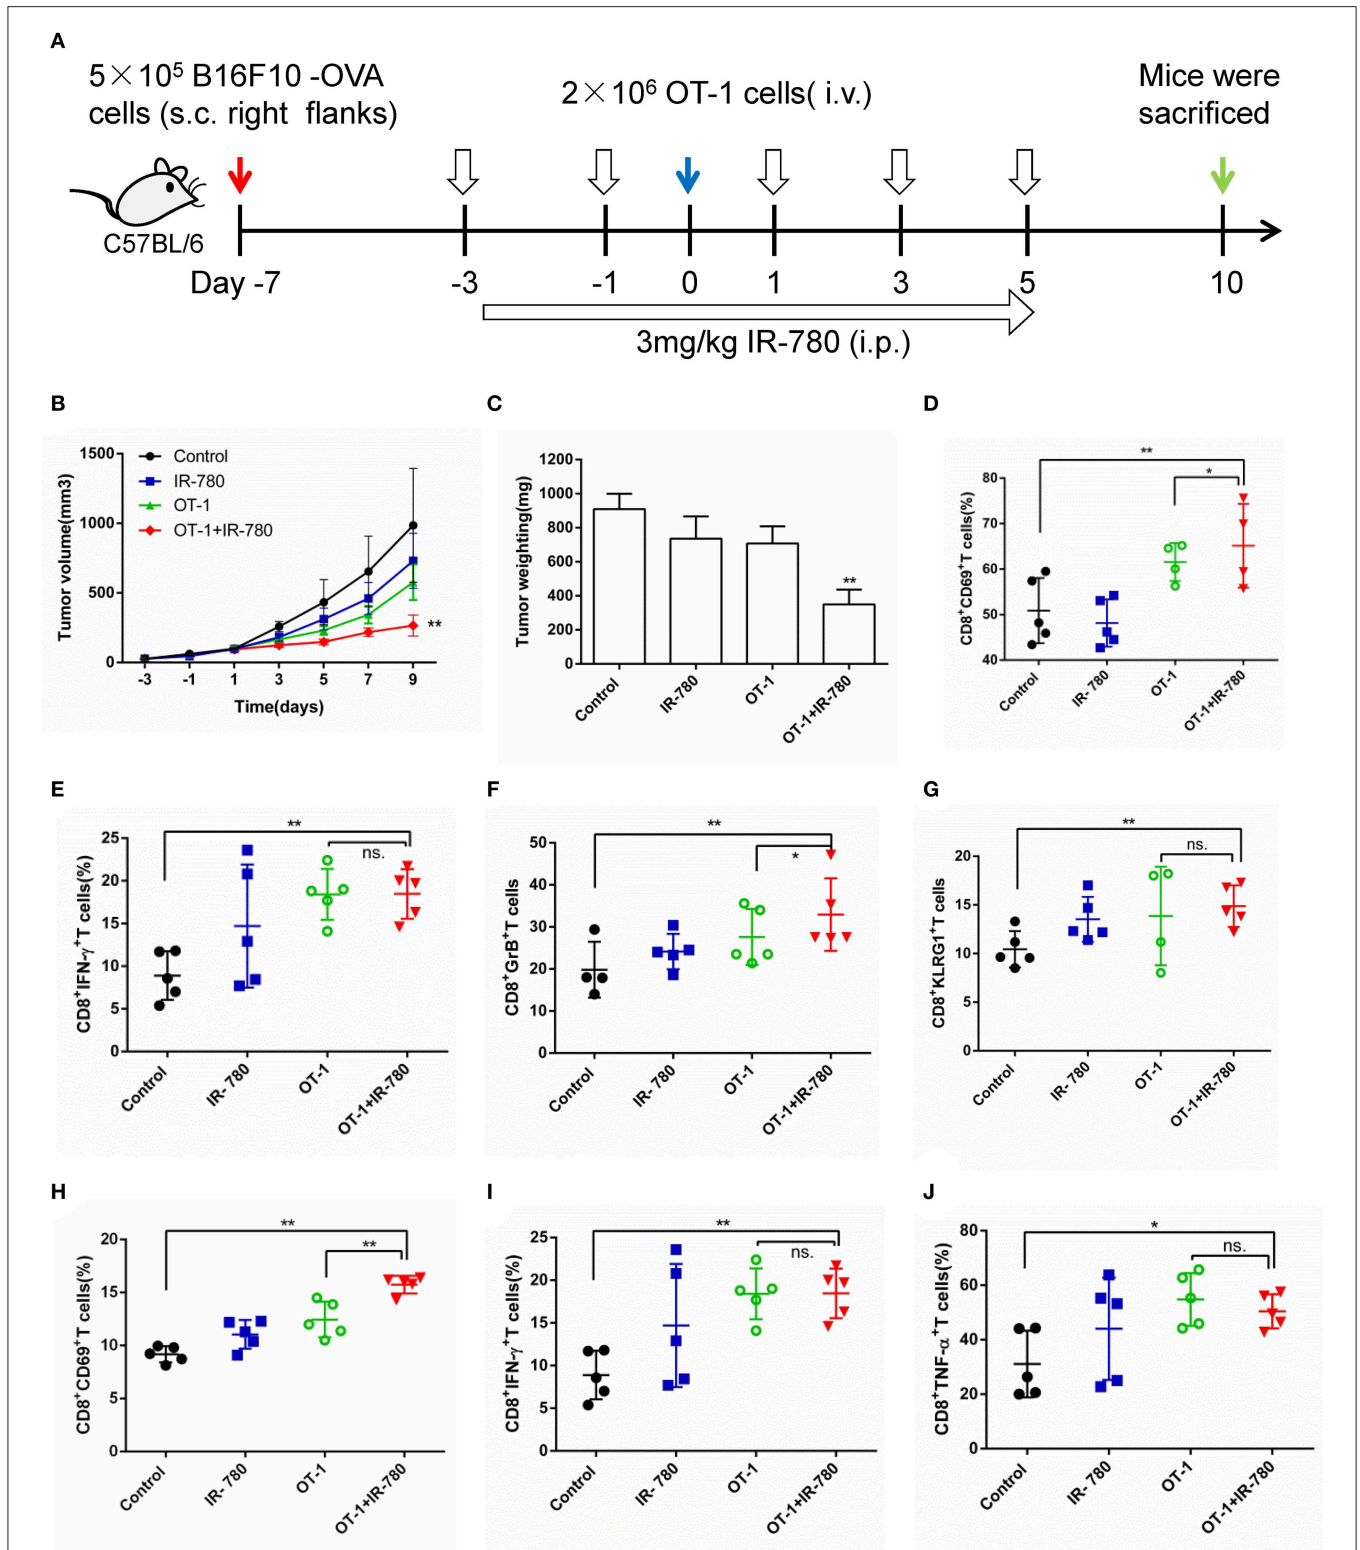 A
5×10⁵ B16F10 -OVA
cells (s.c. right flanks)
2×10⁶ OT-1 cells( i.v.)
Mice were
sacrificed
C57BL/6
Day -7
-3
-1
0
1
3
5
10
3mg/kg IR-780 (i.p.)
B
Tumor volume(mm3)
1500
1000
500
0
Control
IR-780
OT-1
OT-1+IR-780
**
-3 -1 1 3 5 7 9
Time(days)
C
Tumor weighting(mg)
1200
1000
800
600
400
200
0
**
Control
IR-780
OT-1
OT-1+IR-780
D
CD8⁺CD69⁺T cells(%)
80
70
60
50
40
**
*
Control
IR- 780
OT-1
OT-1+IR-780
E
CD8⁺IFN-γ⁺T cells(%)
25
20
15
10
5
0
**
ns.
Control
IR- 780
OT-1
OT-1+IR-780
F
CD8⁺GrB⁺T cells
50
40
30
20
10
0
**
*
Control
IR- 780
OT-1
OT-1+IR-780
G
CD8⁺KLRG1⁺T cells
20
15
10
5
0
**
ns.
Control
IR- 780
OT-1
OT-1+IR-780
H
CD8⁺CD69⁺T cells(%)
20
15
10
5
0
**
**
Control
IR- 780
OT-1
OT-1+IR-780
I
CD8⁺IFN-γ⁺T cells(%)
25
20
15
10
5
0
**
ns.
Control
IR- 780
OT-1
OT-1+IR-780
J
CD8⁺TNF-α⁺T cells(%)
80
60
40
20
0
*
ns.
Control
IR- 780
OT-1
OT-1+IR-780